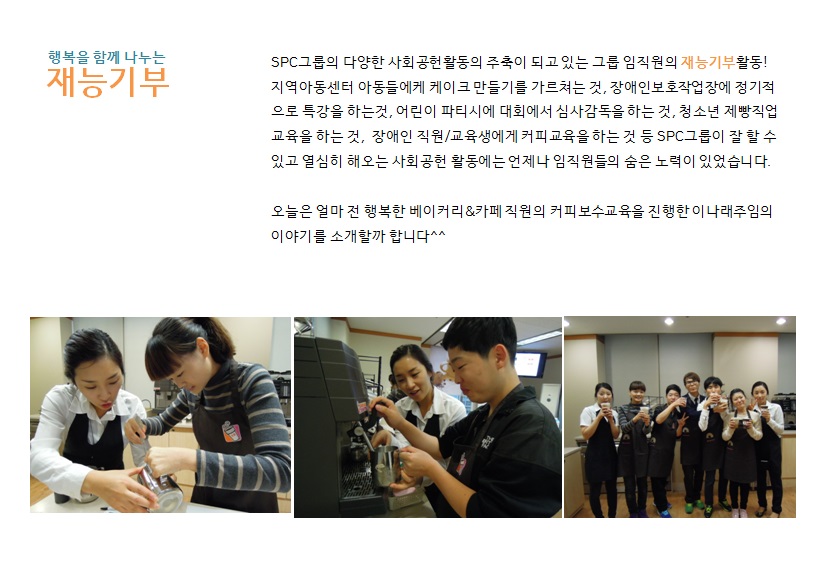 행복을 함께 나누는
재능기부
SPC그룹의 다양한 사회공헌활동의 주축이 되고 있는 그룹 임직원의 재능기부활동!
지역아동센터 아동들에케 케이크 만들기를 가르쳐는 것, 장애인보호작업장에 정기적
으로 특강을 하는것, 어린이 파티시에 대회에서 심사감독을 하는 것, 청소년 제빵직업
교육을 하는 것, 장애인 직원/교육생에게 커피교육을 하는 것 등 SPC그룹이 잘 할 수
있고 열심히 해오는 사회공헌 활동에는 언제나 임직원들의 숨은 노력이 있었습니다.
오늘은 얼마 전 행복한 베이커리&카페 직원의 커피보수교육을 진행한 이나래주임의
이야기를 소개할까 합니다^^